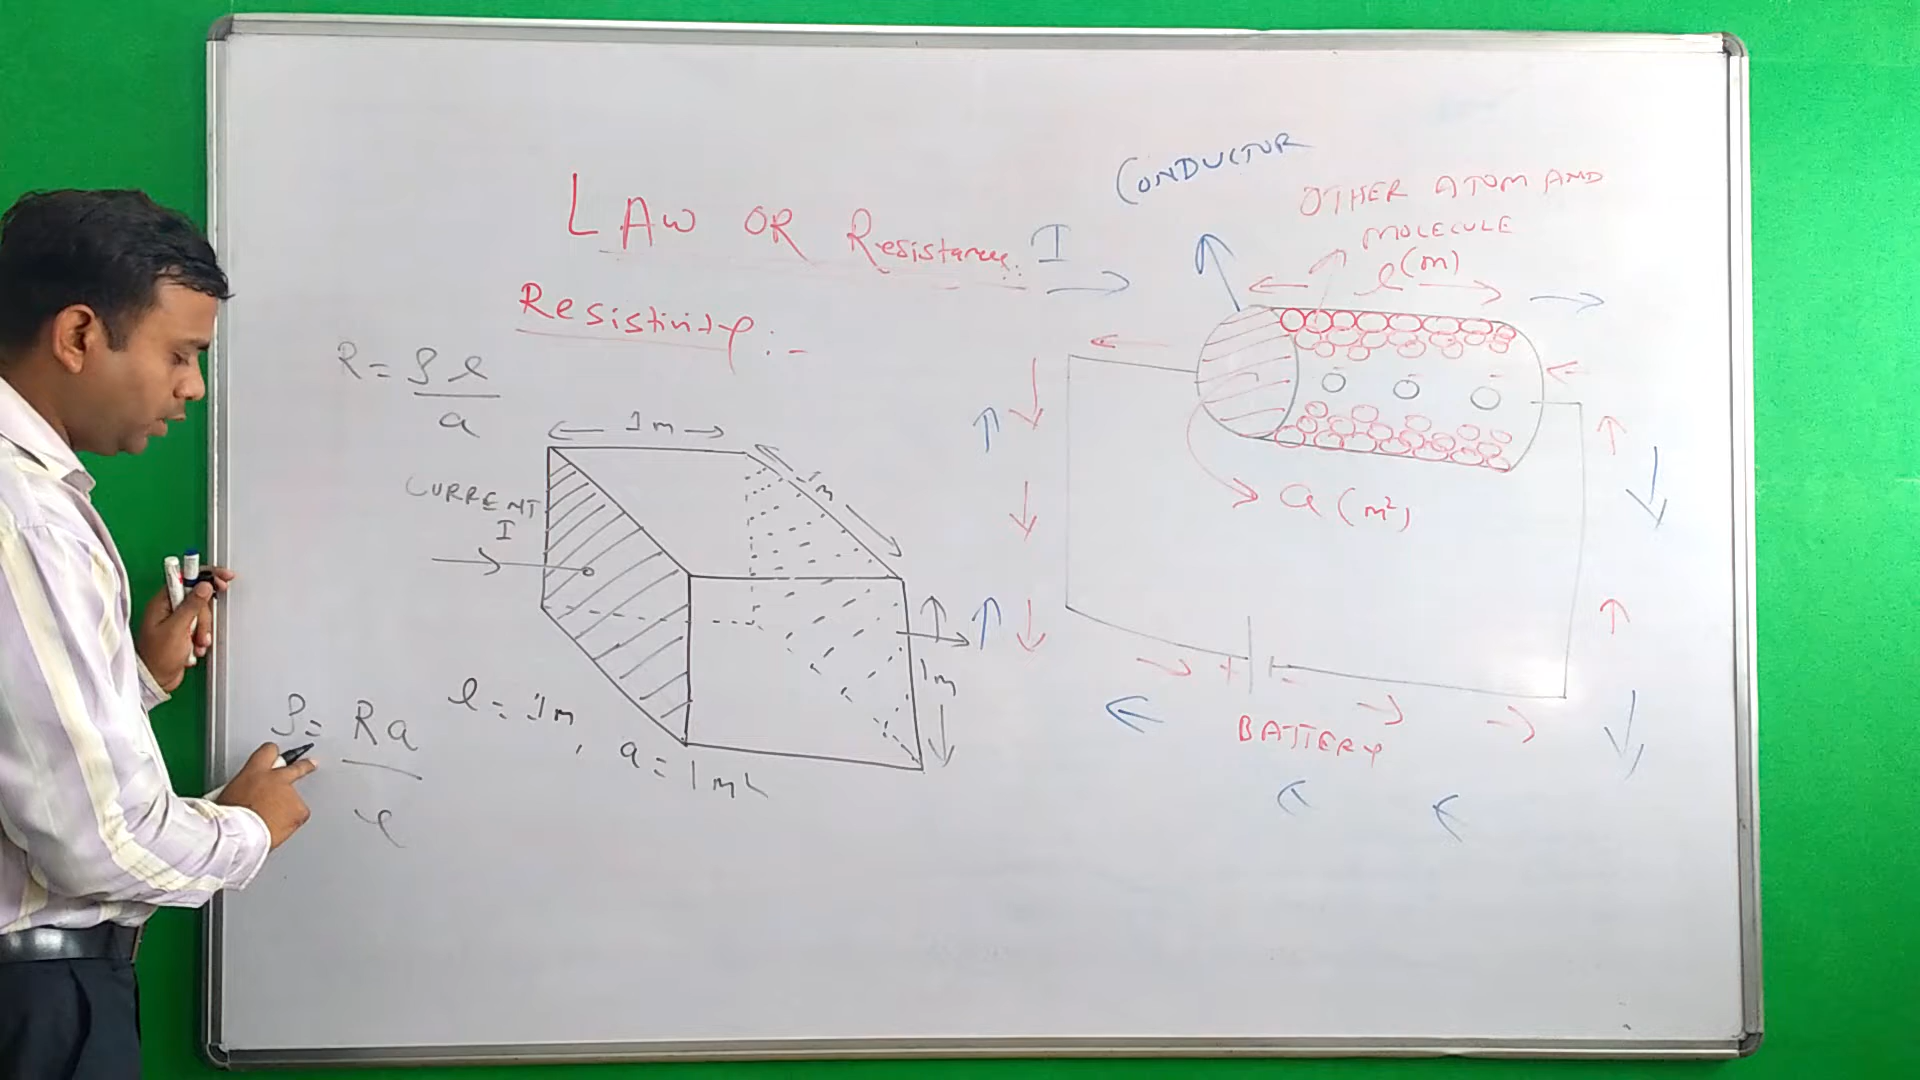 LAW OR Resistance.
Resistivity :-
R = ρl
a
1m
1m
CURRENT
I
1m
l = 1m, a = 1m²
ρ = Ra
l
CONDUCTOR
OTHER ATOM AND
MOLECULE
I
l(m)
a (m²)
+ -
BATTERY